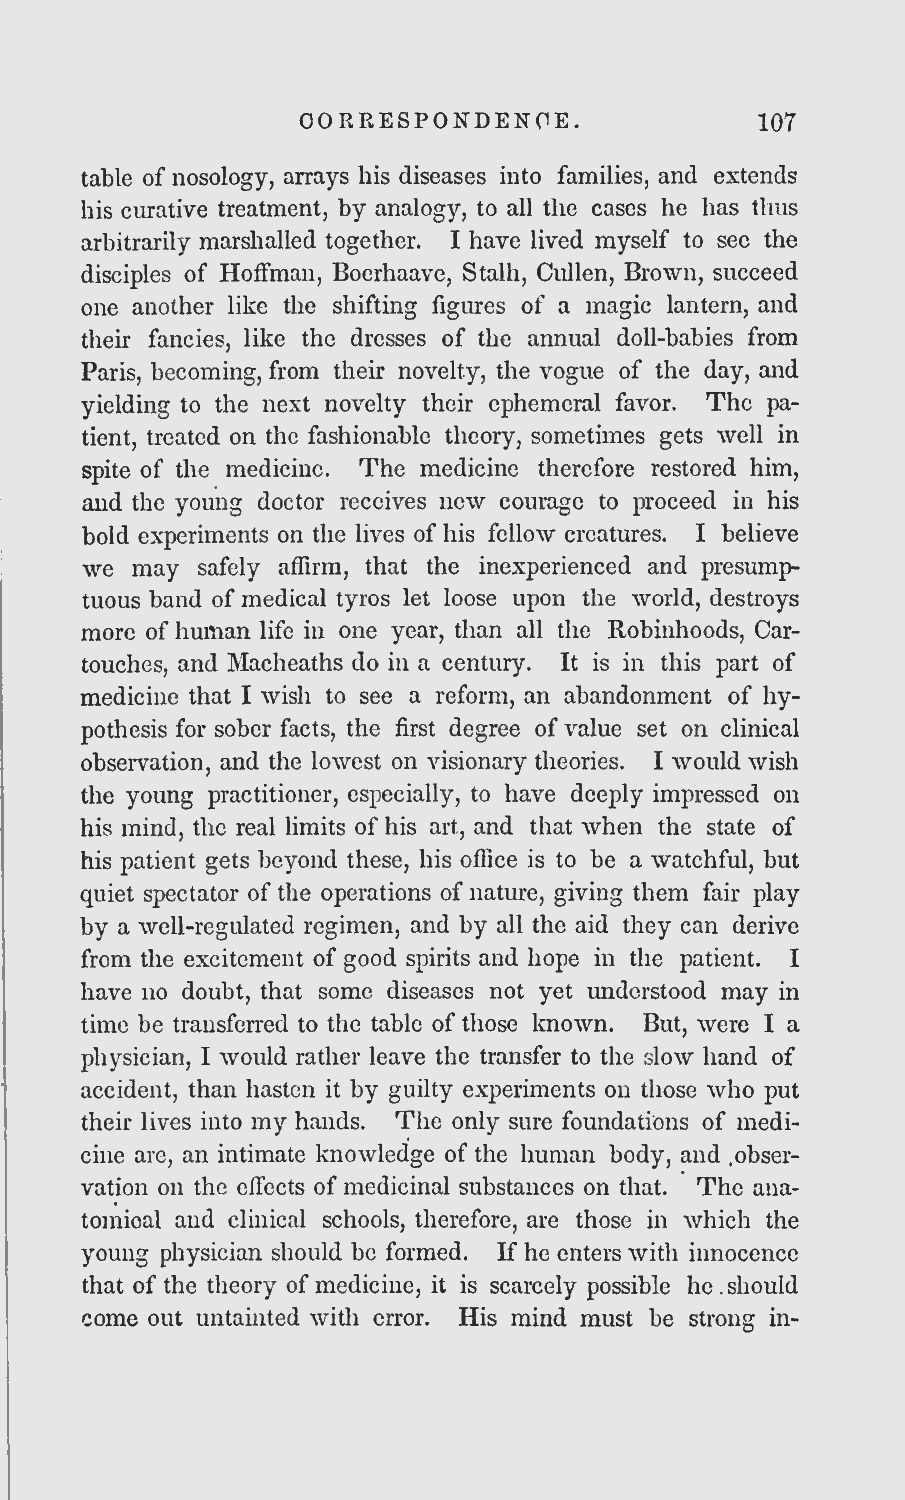 CORRESPONDENCE. 107
table of nosology, arrays his diseases into families, and extends
his curative treatment, by analogy, to all the cases he has thus
arbitrarily marshalled together. I have lived myself to see the
disciples of Hoffman, Boerhaave, Stalh, Cullen, Brown, succeed
one another like the shifting figures of a magic lantern, and
their fancies, like the dresses of the annual doll-babies from
Paris, becoming, from their novelty, the vogue of the day, and
yielding to the next novelty their ephemeral favor. The pa-
tient, treated on the fashionable theory, sometimes gets well in
spite of the medicine. The medicine therefore restored him,
and the young doctor receives new courage to proceed in his
bold experiments on the lives of his fellow creatures. I believe
we may safely affirm, that the inexperienced and presump-
tuous band of medical tyros let loose upon the world, destroys
more of human life in one year, than all the Robinhoods, Car-
touches, and Macheaths do in a century. It is in this part of
medicine that I wish to see a reform, an abandonment of hy-
pothesis for sober facts, the first degree of value set on clinical
observation, and the lowest on visionary theories. I would wish
the young practitioner, especially, to have deeply impressed on
his mind, the real limits of his art, and that when the state of
his patient gets beyond these, his office is to be a watchful, but
quiet spectator of the operations of nature, giving them fair play
by a well-regulated regimen, and by all the aid they can derive
from the excitement of good spirits and hope in the patient. I
have no doubt, that some diseases not yet understood may in
time be transferred to the table of those known. But, were I a
physician, I would rather leave the transfer to the slow hand of
accident, than hasten it by guilty experiments on those who put
their lives into my hands. The only sure foundations of medi-
cine are, an intimate knowledge of the human body, and obser-
vation on the effects of medicinal substances on that. The ana-
tomical and clinical schools, therefore, are those in which the
young physician should be formed. If he enters with innocence
that of the theory of medicine, it is scarcely possible he should
come out untainted with error. His mind must be strong in-